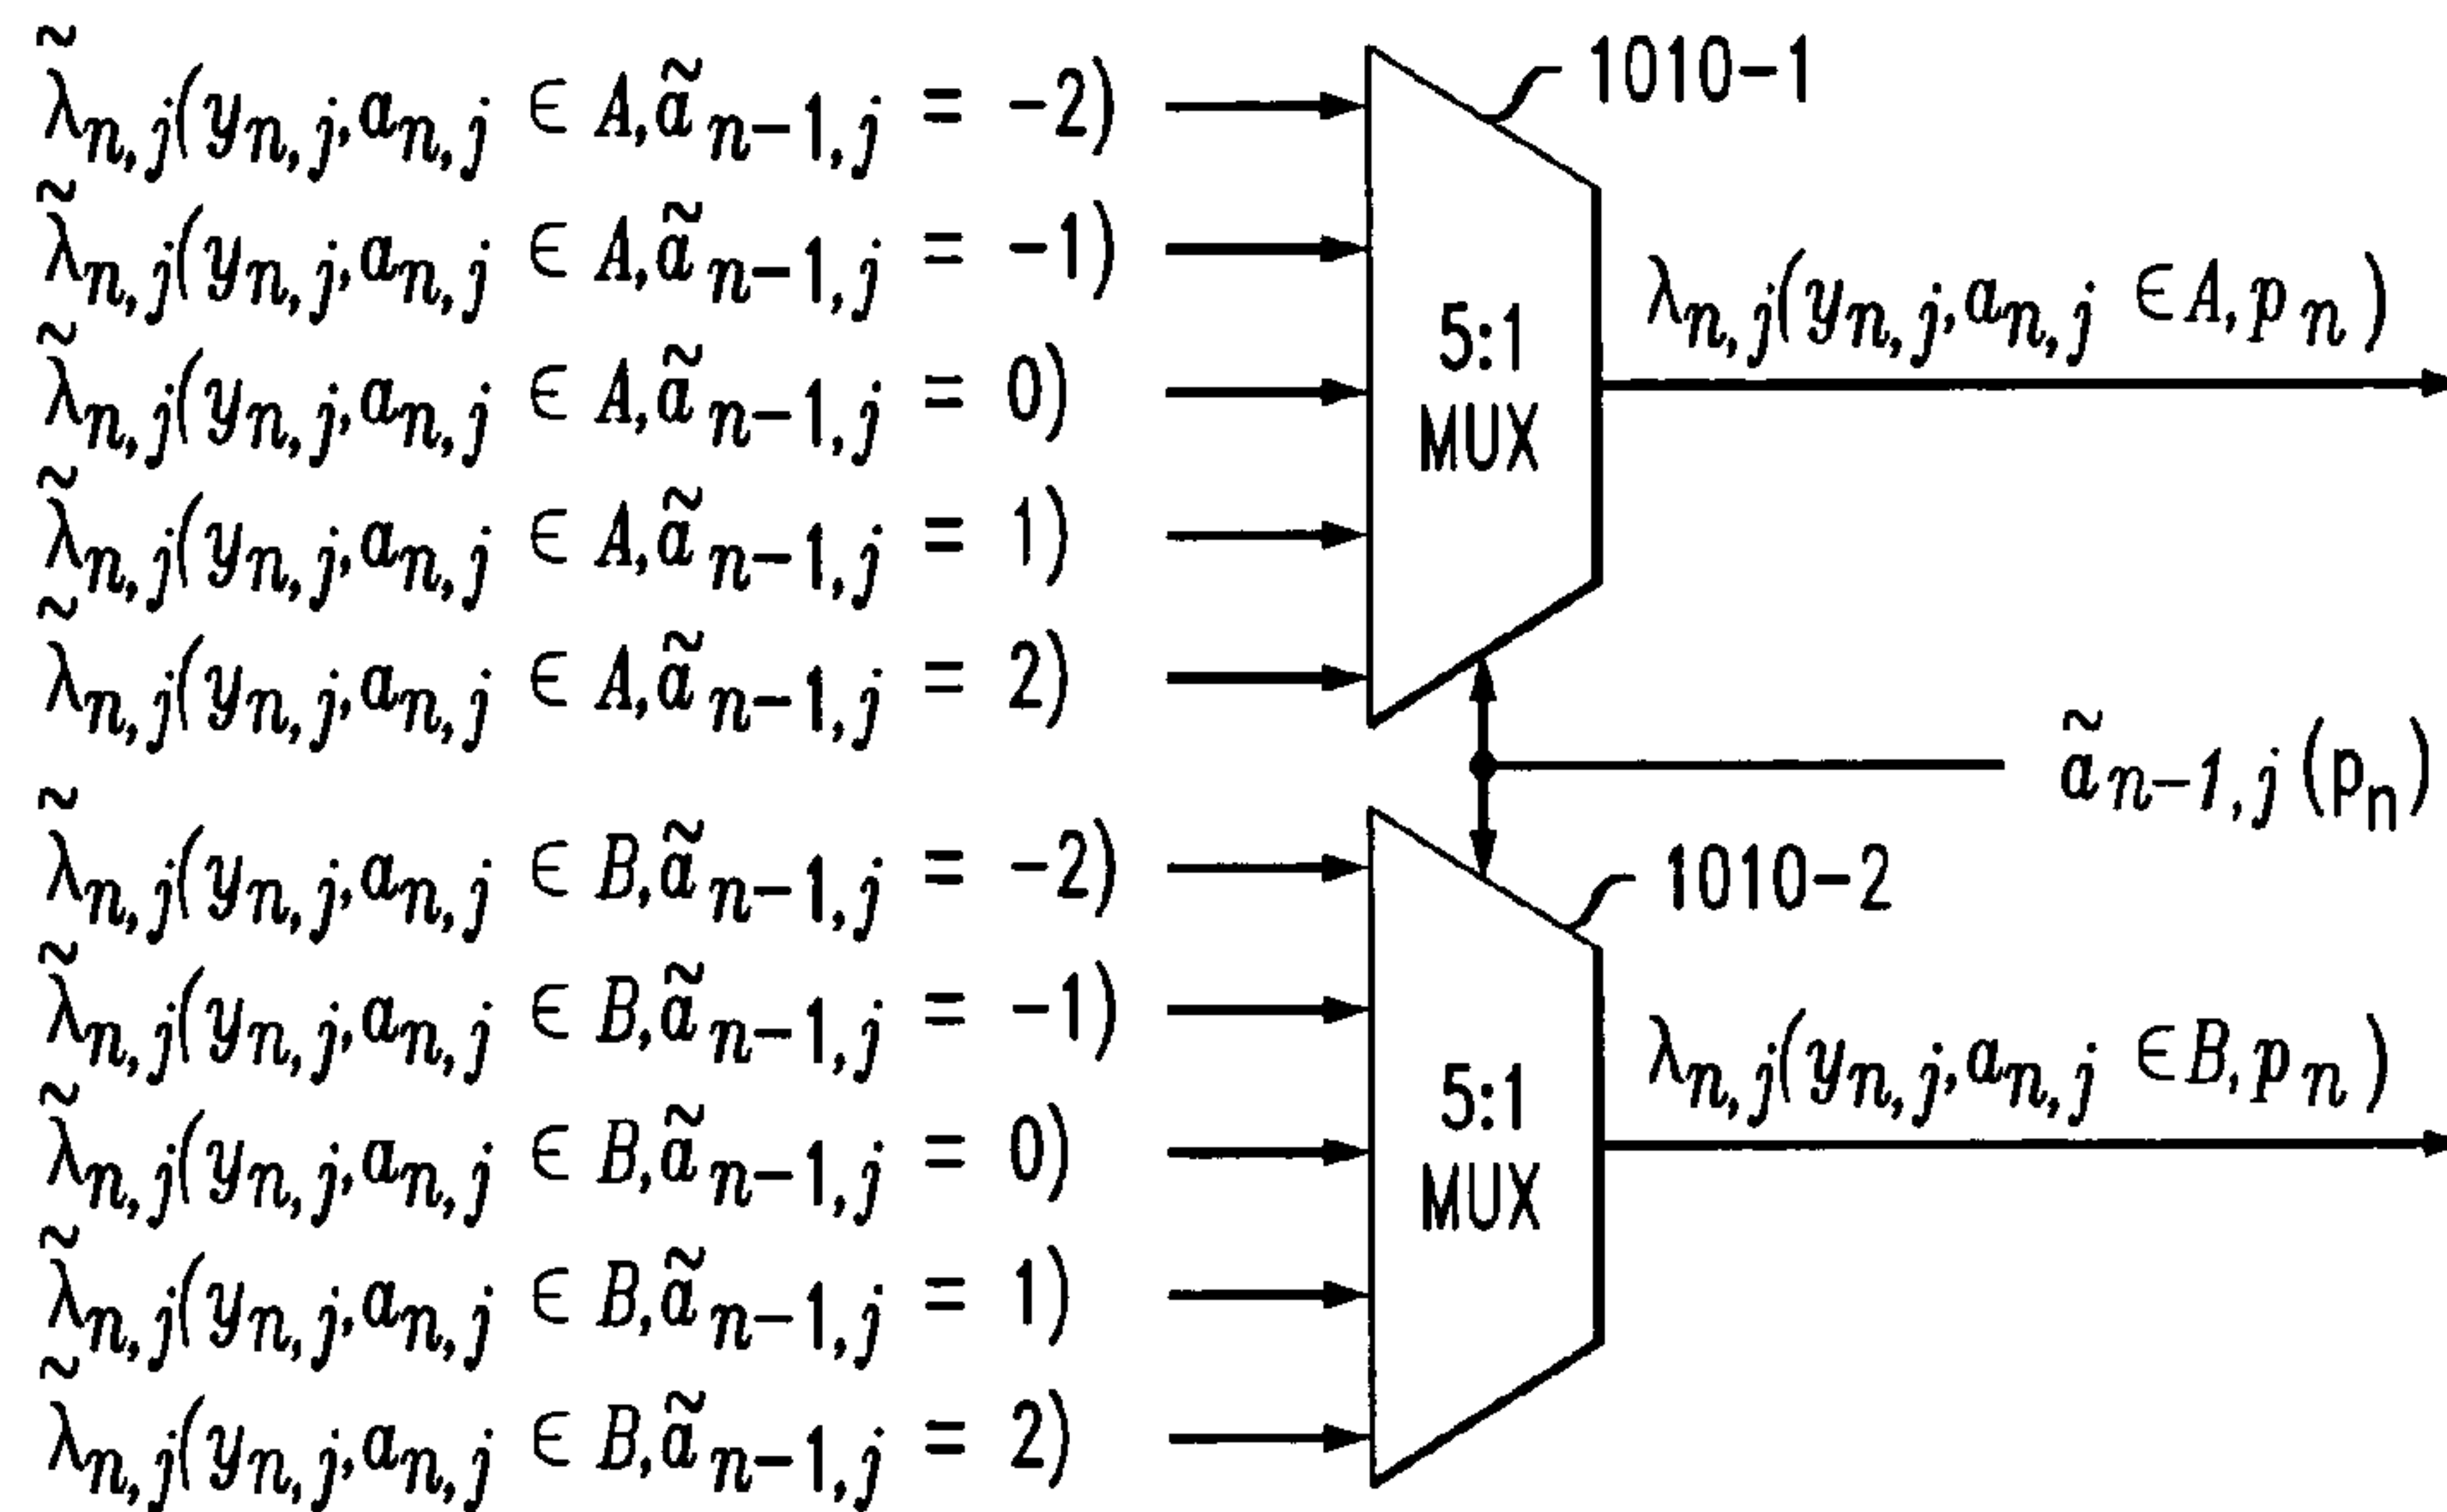 λ̃n,j(yn,j,an,j ∈ A,ãn−1,j = −2)
λ̃n,j(yn,j,an,j ∈ A,ãn−1,j = −1)
λ̃n,j(yn,j,an,j ∈ A,ãn−1,j = 0)
λ̃n,j(yn,j,an,j ∈ A,ãn−1,j = 1)
λ̃n,j(yn,j,an,j ∈ A,ãn−1,j = 2)
1010−1
5:1
MUX
λn,j(yn,j,an,j ∈A,pn)
ãn−1,j(pn)
λ̃n,j(yn,j,an,j ∈ B,ãn−1,j = −2)
λ̃n,j(yn,j,an,j ∈ B,ãn−1,j = −1)
λ̃n,j(yn,j,an,j ∈ B,ãn−1,j = 0)
λ̃n,j(yn,j,an,j ∈ B,ãn−1,j = 1)
λ̃n,j(yn,j,an,j ∈ B,ãn−1,j = 2)
1010−2
5:1
MUX
λn,j(yn,j,an,j ∈B,pn)